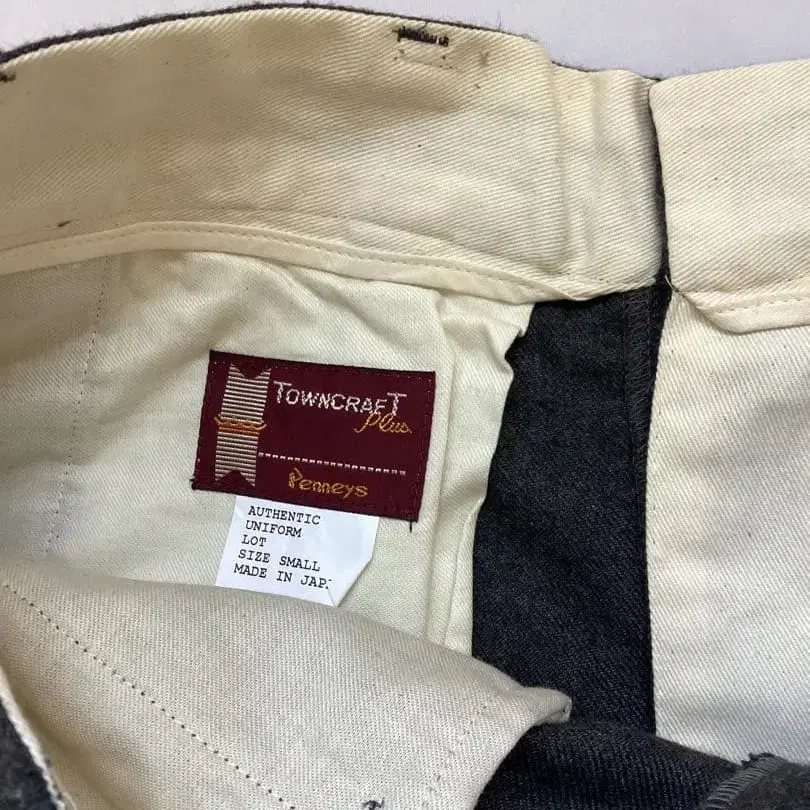 TOWNCRAFT
Plus
Penneys
AUTHENTIC
UNIFORM
LOT
SIZE SMALL
MADE IN JAP